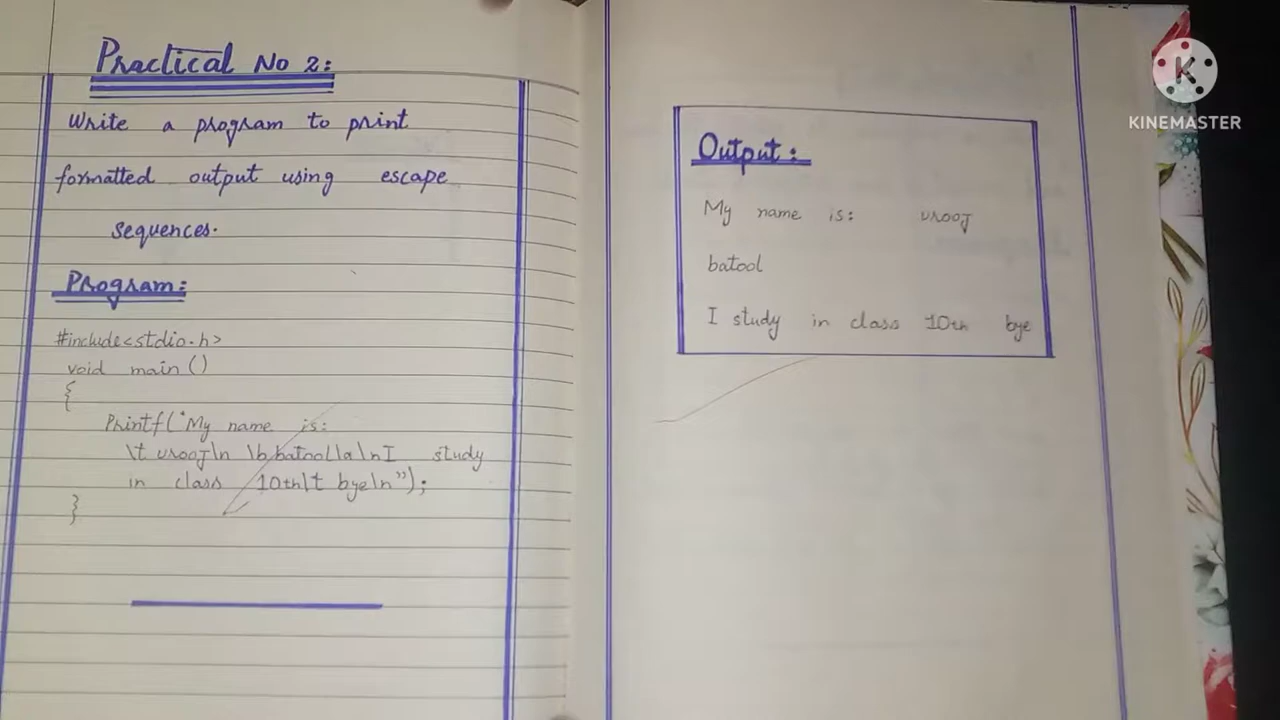 Practical No 2:
Write a program to print
formatted output using escape
sequences.
Program:
#include<stdio.h>
void main()
{
Printf("My name is:
\t urooj\n \b batool\a\nI study
in class 10th\t bye\n");
}
Output:
My name is: urooj
batool
I study in class 10th bye
K
KINEMASTER